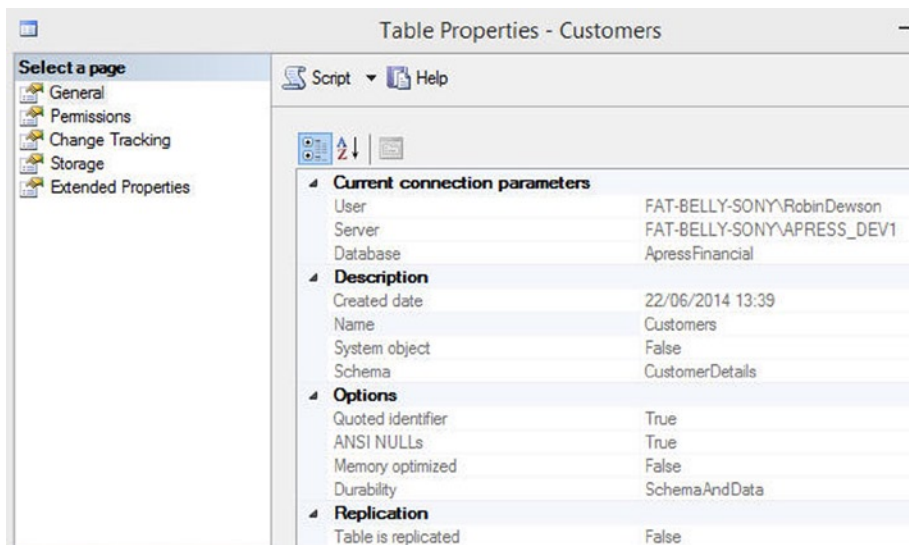 Table Properties - Customers
Select a page
General
Permissions
Change Tracking
Storage
Extended Properties
Script Help
Current connection parameters
User FAT-BELLY-SONY\RobinDewson
Server FAT-BELLY-SONY\APRESS_DEV1
Database ApressFinancial
Description
Created date 22/06/2014 13:39
Name Customers
System object False
Schema CustomerDetails
Options
Quoted identifier True
ANSI NULLs True
Memory optimized False
Durability SchemaAndData
Replication
Table is replicated False